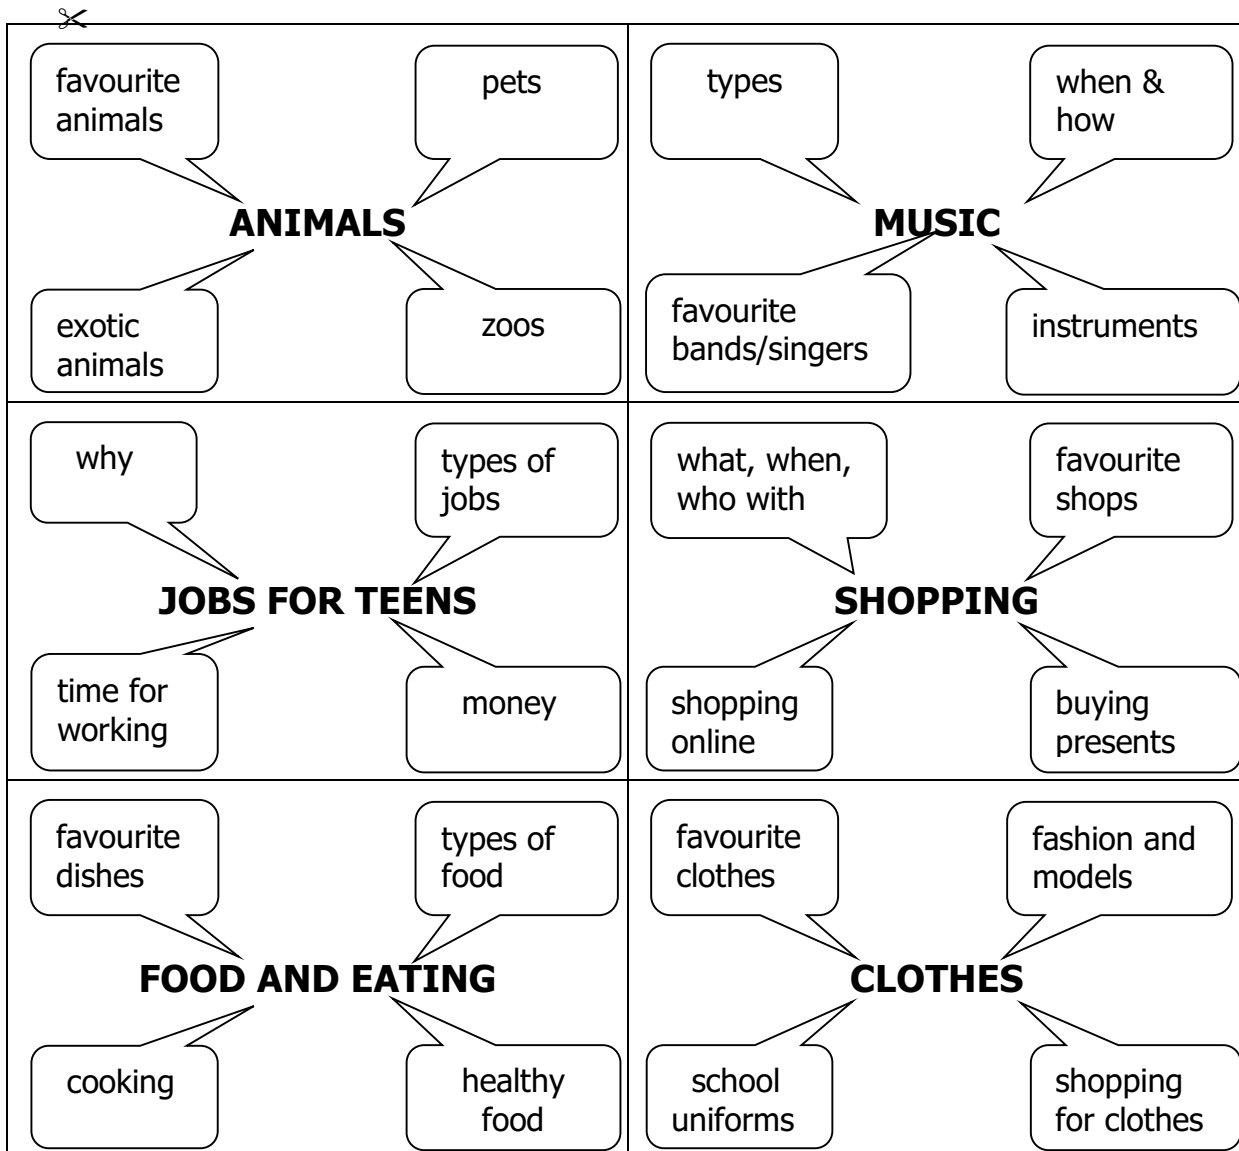 favourite
animals
pets
ANIMALS
exotic
animals
zoos
types
when &
how
MUSIC
favourite
bands/singers
instruments
why
types of
jobs
JOBS FOR TEENS
time for
working
money
what, when,
who with
favourite
shops
SHOPPING
shopping
online
buying
presents
favourite
dishes
types of
food
FOOD AND EATING
cooking
healthy
food
favourite
clothes
fashion and
models
CLOTHES
school
uniforms
shopping
for clothes